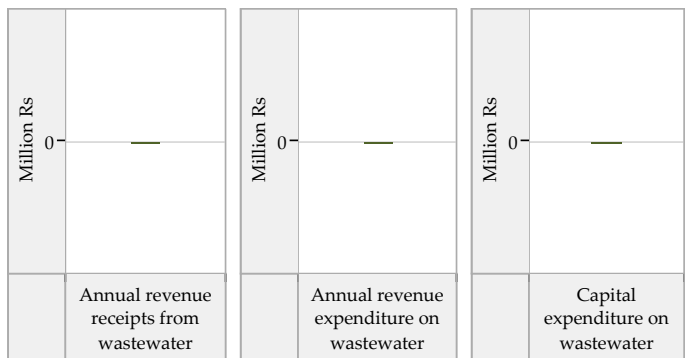 Million Rs
0
Annual revenue
receipts from
wastewater
Million Rs
0
Annual revenue
expenditure on
wastewater
Million Rs
0
Capital
expenditure on
wastewater